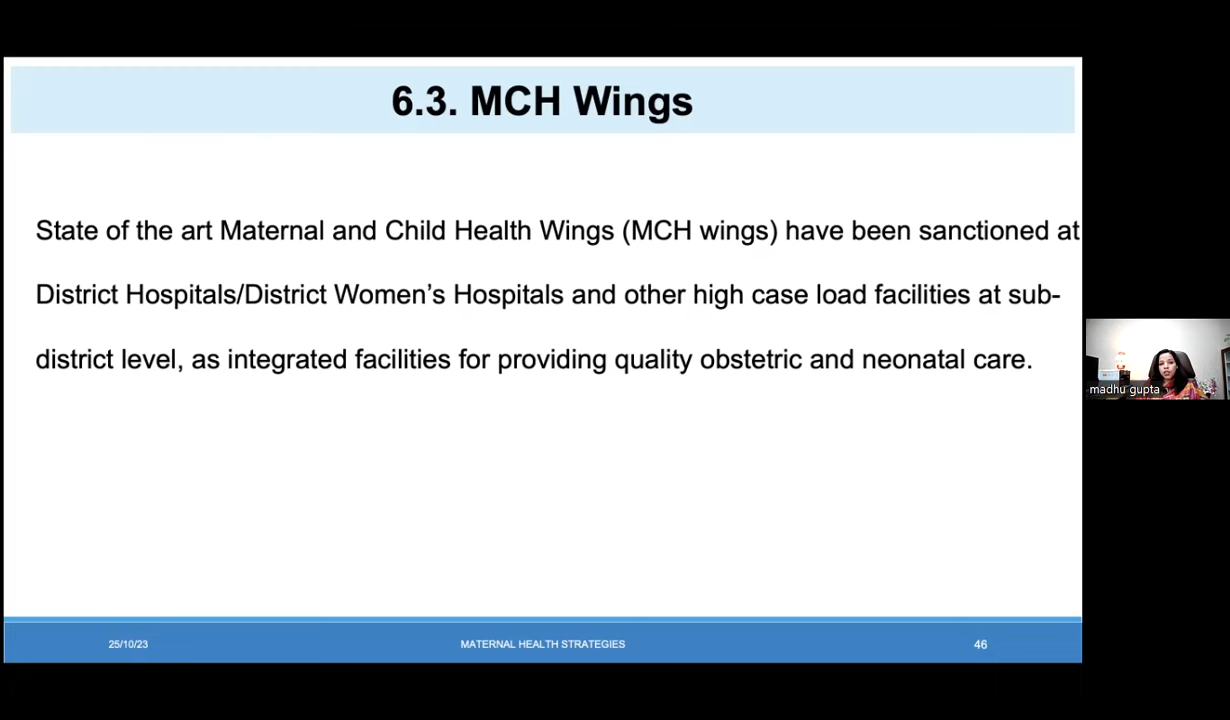 6.3. MCH Wings
State of the art Maternal and Child Health Wings (MCH wings) have been sanctioned at
District Hospitals/District Women’s Hospitals and other high case load facilities at sub-
district level, as integrated facilities for providing quality obstetric and neonatal care.
madhu gupta
25/10/23
MATERNAL HEALTH STRATEGIES
46